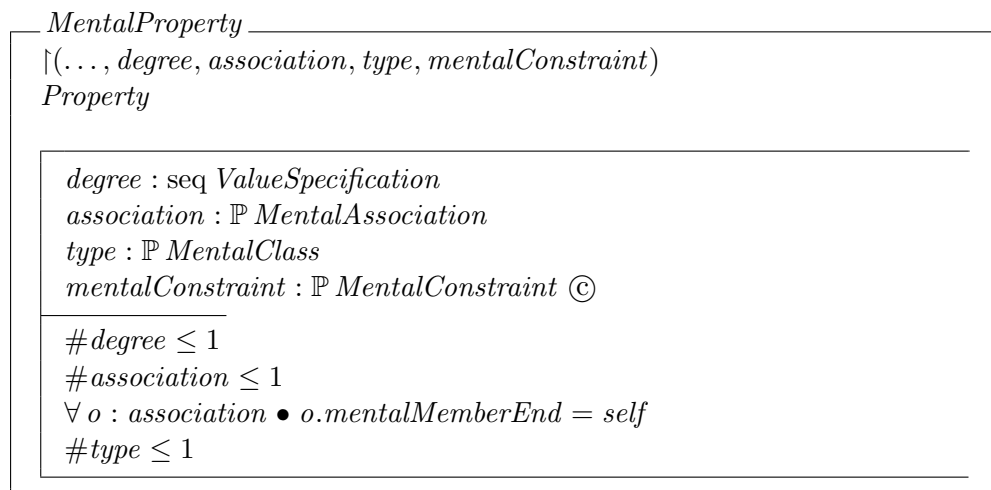 MentalProperty
↾(. . . , degree, association, type, mentalConstraint)
Property
degree : seq ValueSpecification
association : ℙ MentalAssociation
type : ℙ MentalClass
mentalConstraint : ℙ MentalConstraint ©
#degree ≤ 1
#association ≤ 1
∀ o : association • o.mentalMemberEnd = self
#type ≤ 1